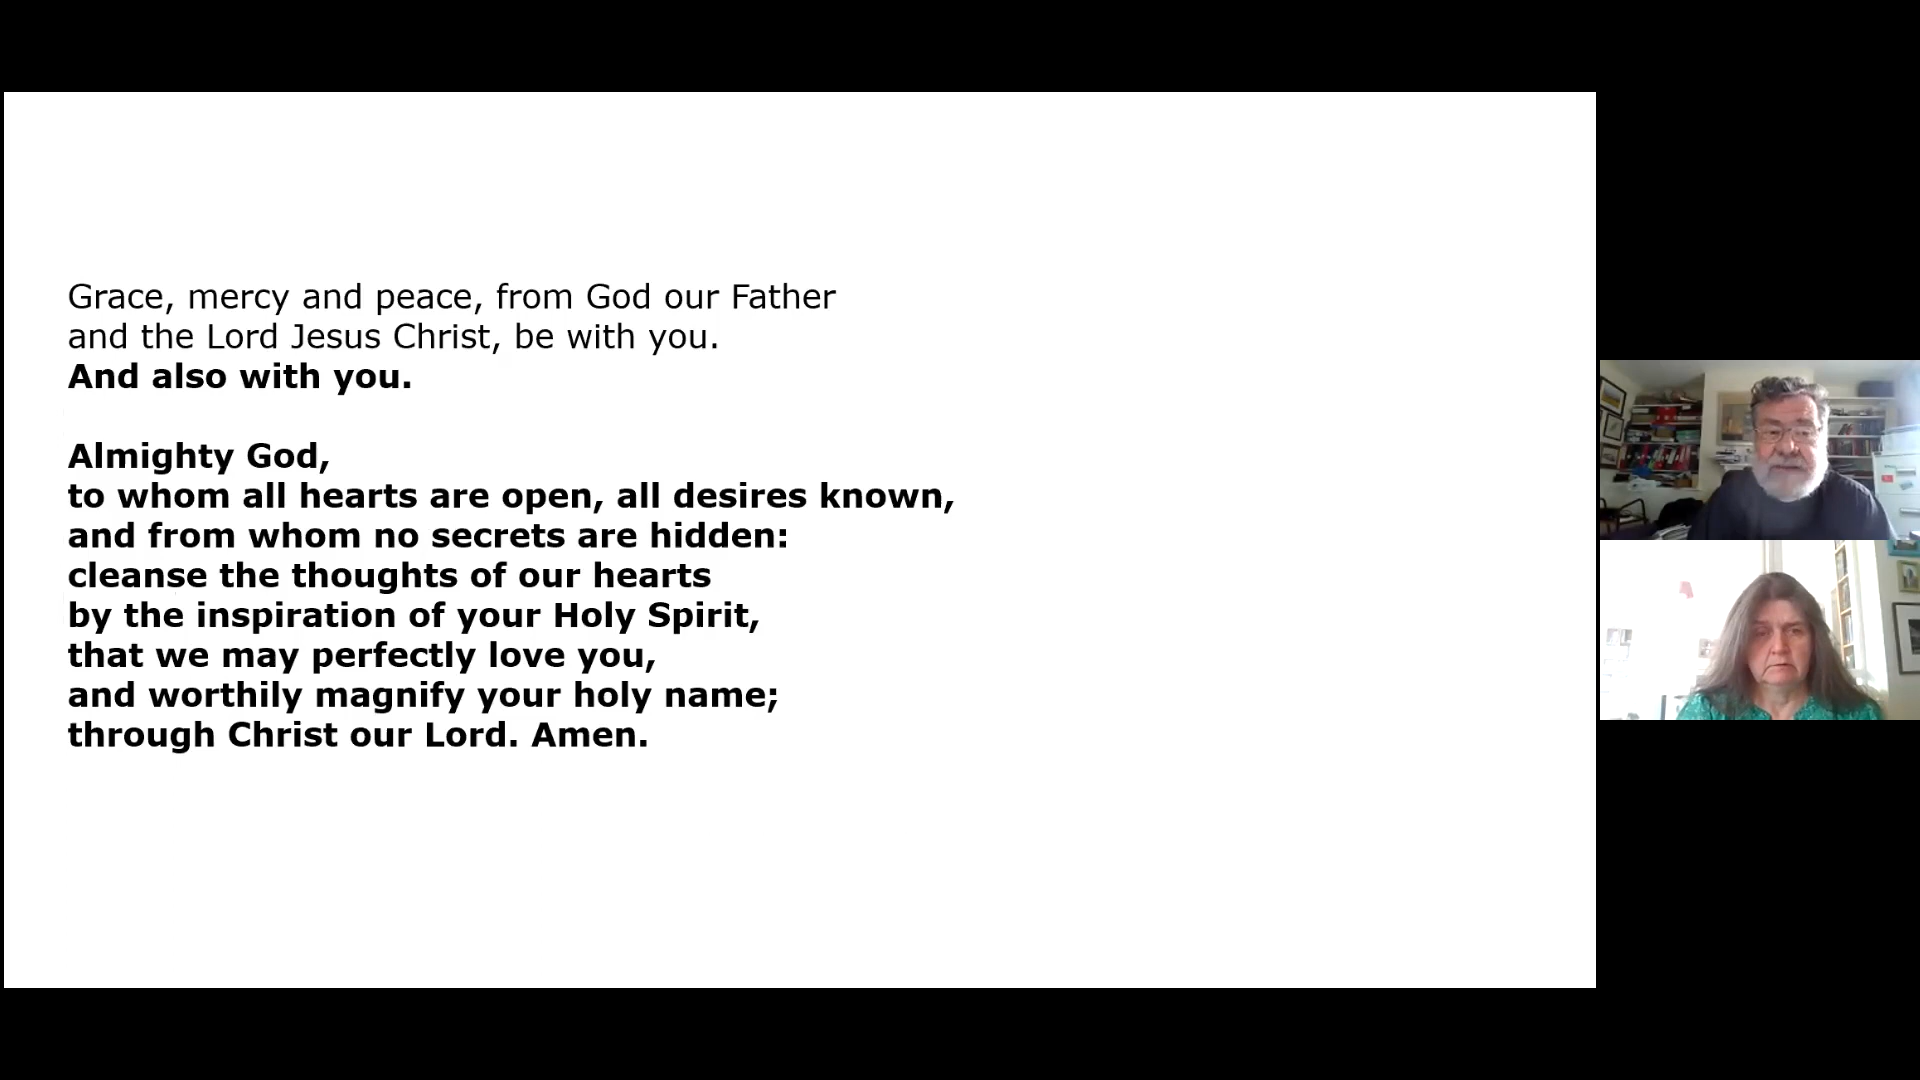 Grace, mercy and peace, from God our Father
and the Lord Jesus Christ, be with you.
And also with you.
Almighty God,
to whom all hearts are open, all desires known,
and from whom no secrets are hidden:
cleanse the thoughts of our hearts
by the inspiration of your Holy Spirit,
that we may perfectly love you,
and worthily magnify your holy name;
through Christ our Lord. Amen.